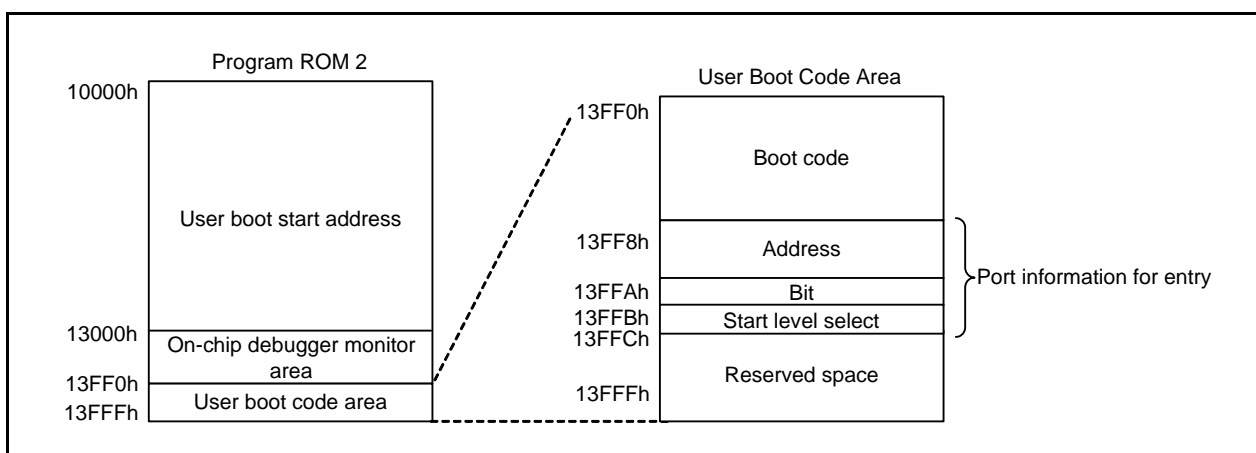 Program ROM 2
10000h
User boot start address
13000h
On-chip debugger monitor
area
13FF0h
User boot code area
13FFFh
User Boot Code Area
13FF0h
Boot code
13FF8h
Address
Port information for entry
13FFAh
Bit
13FFBh
Start level select
13FFCh
Reserved space
13FFFh